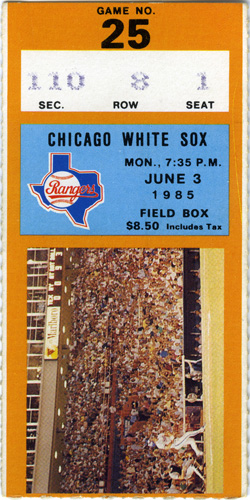 GAME NO.
25
110 8 1
SEC. ROW SEAT
CHICAGO WHITE SOX
MON., 7:35 P.M.
JUNE 3
1985
FIELD BOX
$8.50 Includes Tax
Rangers
Marlboro